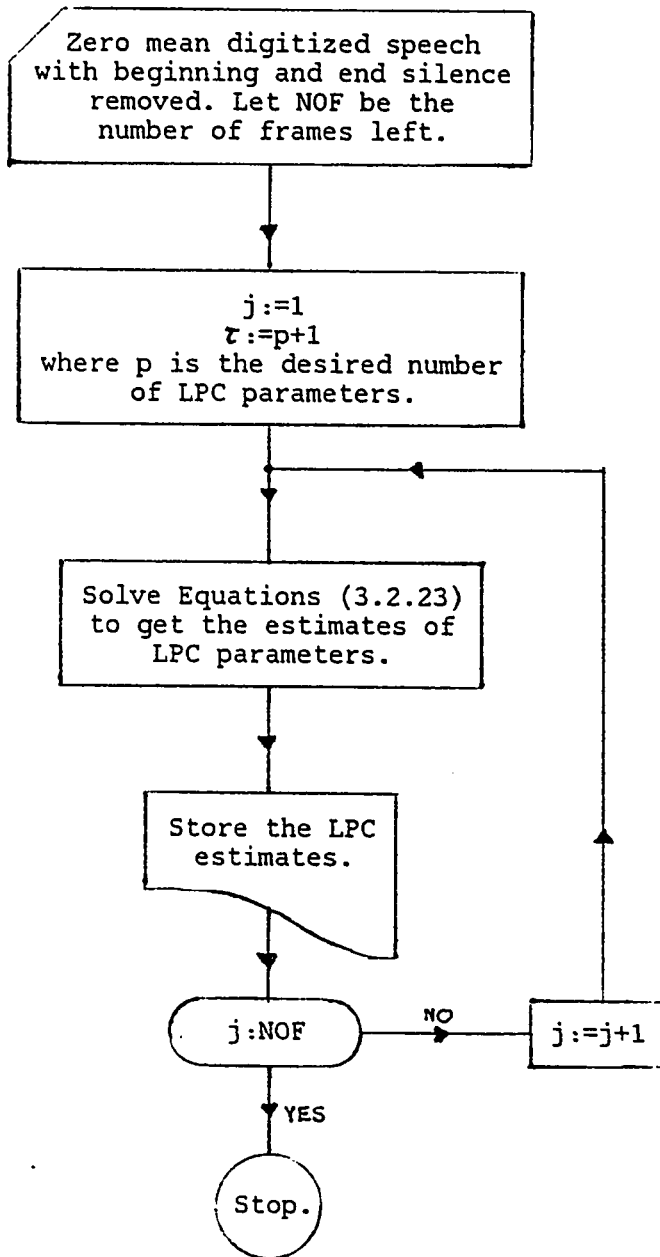 Zero mean digitized speech
with beginning and end silence
removed. Let NOF be the
number of frames left.
j:=1
τ:=p+1
where p is the desired number
of LPC parameters.
Solve Equations (3.2.23)
to get the estimates of
LPC parameters.
Store the LPC
estimates.
j:NOF
NO
j:=j+1
YES
Stop.